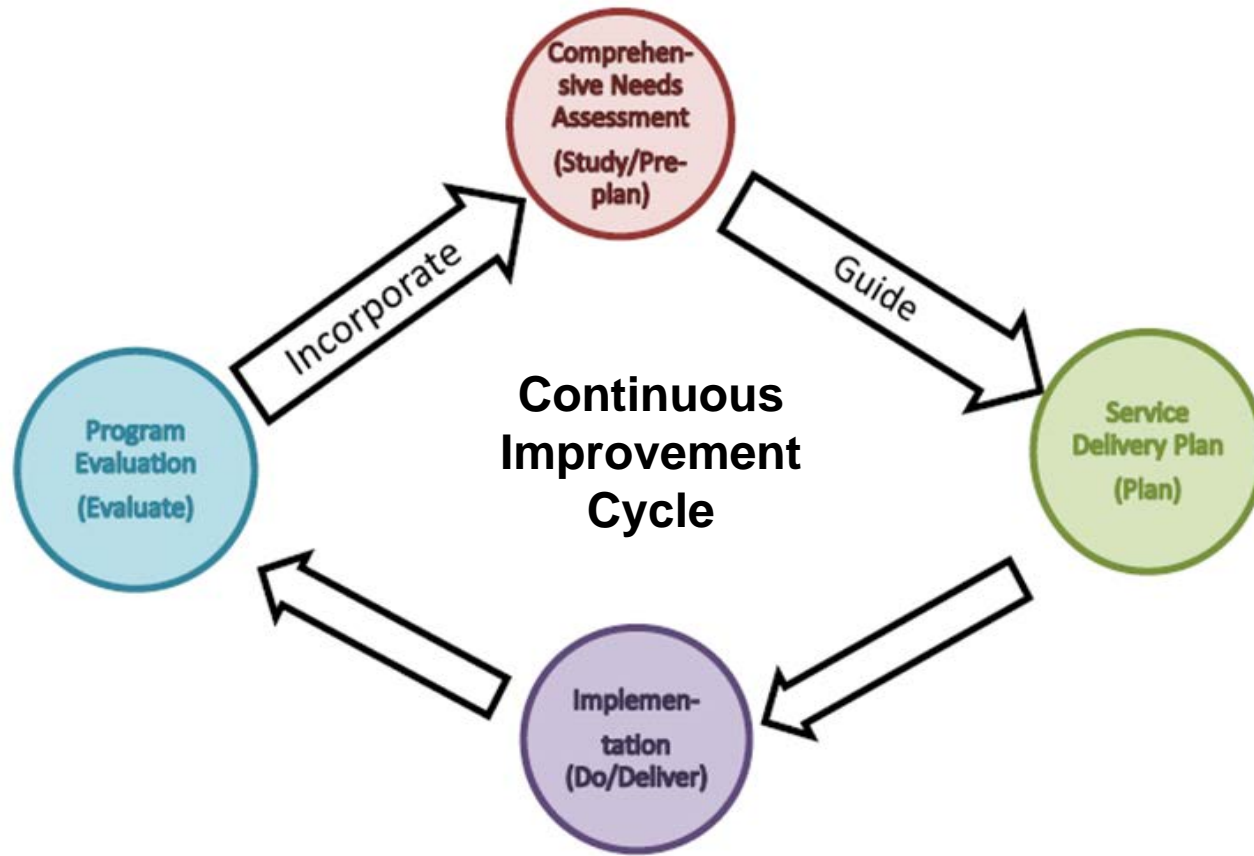 Comprehen-
sive Needs
Assessment
(Study/Pre-
plan)
Incorporate
Guide
Continuous
Improvement
Cycle
Program
Evaluation
(Evaluate)
Service
Delivery Plan
(Plan)
Implemen-
tation
(Do/Deliver)